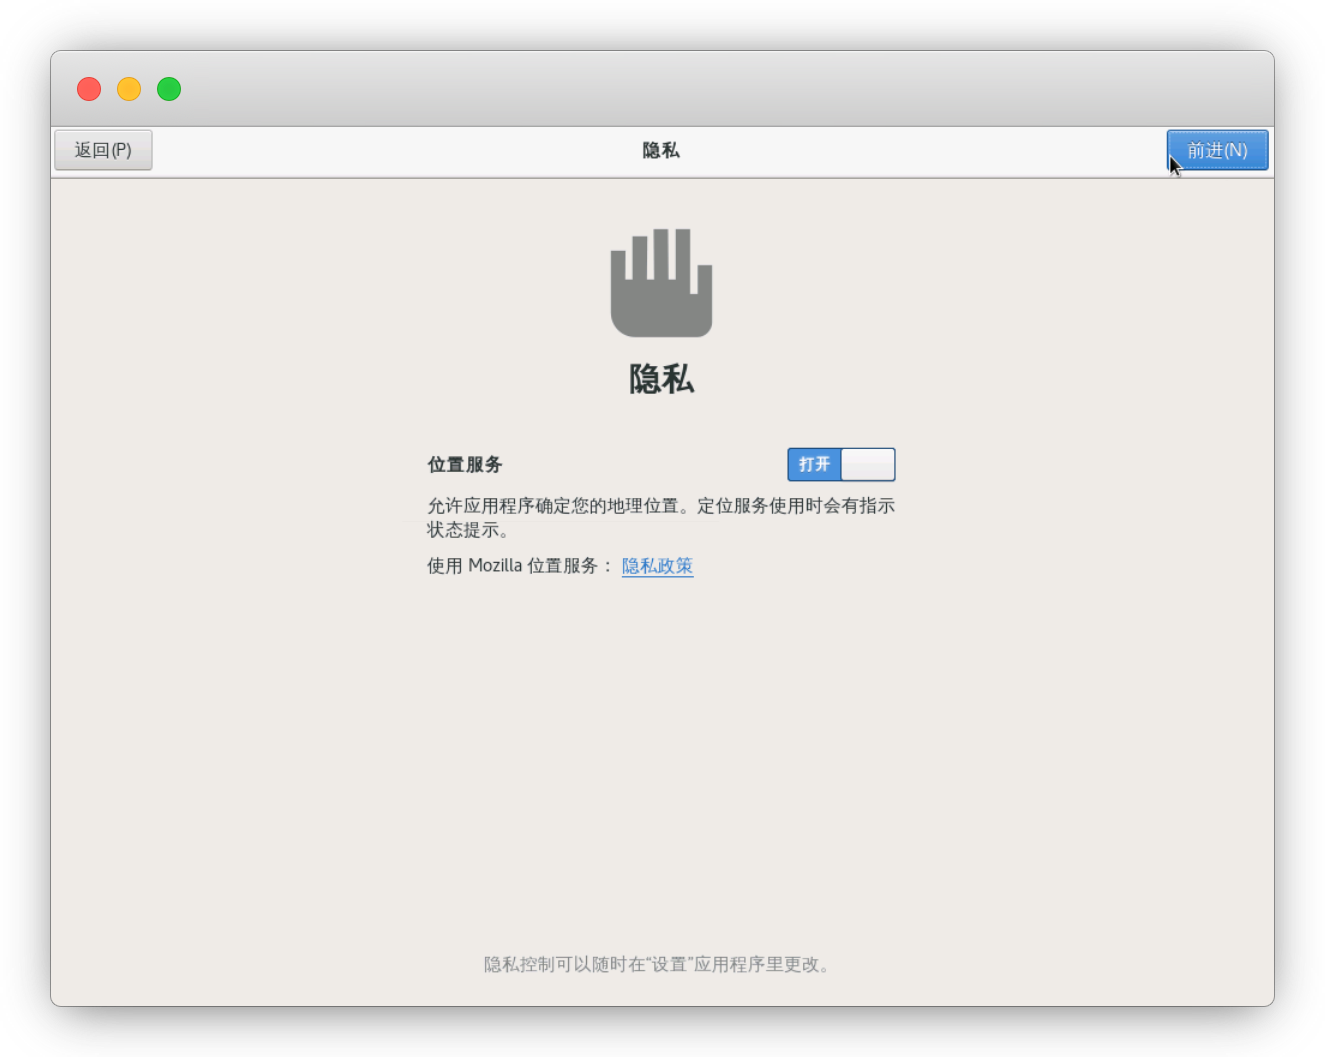 返回(P)
隐私
前进(N)
隐私
位置服务
打开
允许应用程序确定您的地理位置。定位服务使用时会有指示
状态提示。
使用 Mozilla 位置服务： 隐私政策
隐私控制可以随时在“设置”应用程序里更改。